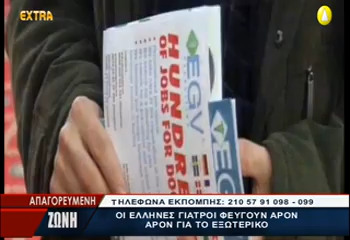 EXTRA
EGV
HUNDRE
OF JOBS FOR DO
EGV
ΑΠΑΓΟΡΕΥΜΕΝΗ
ΖΩΝΗ
ΤΗΛΕΦΩΝΑ ΕΚΠΟΜΠΗΣ: 210 57 91 098 - 099
ΟΙ ΕΛΛΗΝΕΣ ΓΙΑΤΡΟΙ ΦΕΥΓΟΥΝ ΑΡΟΝ
ΑΡΟΝ ΓΙΑ ΤΟ ΕΞΩΤΕΡΙΚΟ